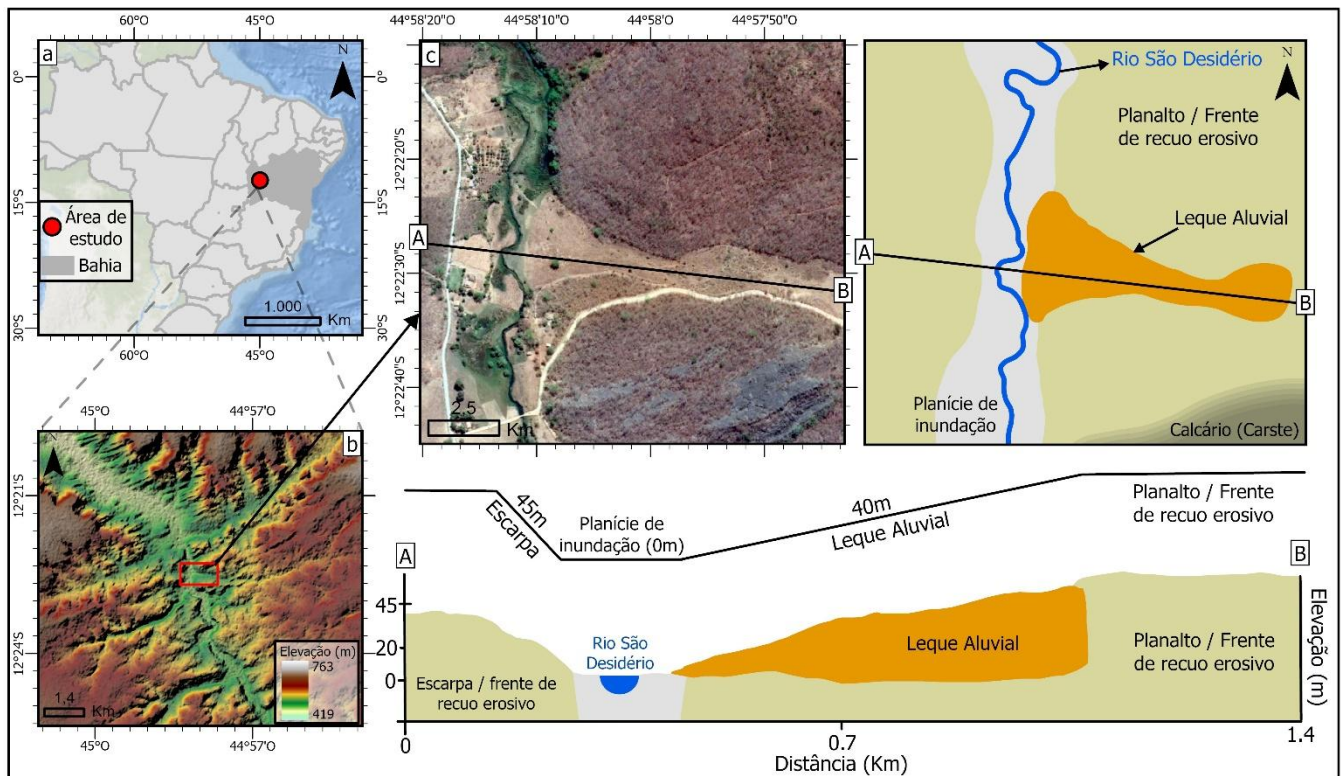 60°O
45°O
a
N
0°
15°S
30°S
0°
15°S
30°S
Área de
estudo
Bahia
1.000
Km
60°O
45°O
44°58'20"S
44°58'10"S
44°58'S
44°57'50"S
c
12°22'20"S
12°22'30"S
12°22'40"S
A
B
2,5
Km
N
Rio São Desidério
Planalto / Frente
de recuo erosivo
Leque Aluvial
A
B
Planície de
inundação
Calcário (Carste)
45°O
44°57'O
N
b
12°21'S
12°24'S
Elevação (m)
763
419
1,4
Km
45°O
44°57'O
45m
Escarpa
Planície de
inundação (0m)
40m
Leque Aluvial
Planalto / Frente
de recuo erosivo
A
B
45
20
0
Rio São
Desidério
Leque Aluvial
Planalto / Frente
de recuo erosivo
Escarpa / frente de
recuo erosivo
Elevação (m)
0
0.7
1.4
Distância (Km)